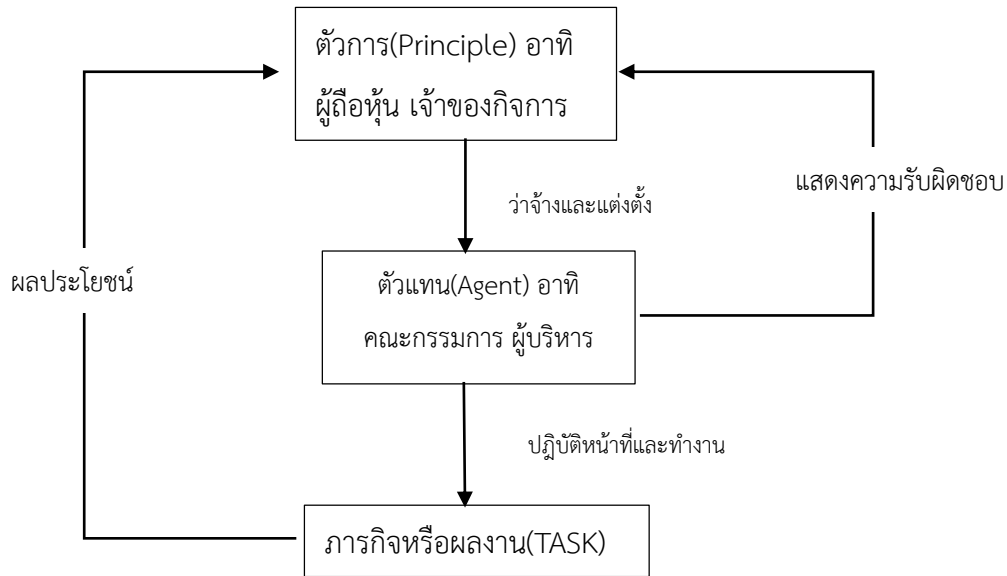 ตัวการ(Principle) อาทิ
ผู้ถือหุ้น เจ้าของกิจการ
แสดงความรับผิดชอบ
ว่าจ้างและแต่งตั้ง
ผลประโยชน์
ตัวแทน(Agent) อาทิ
คณะกรรมการ ผู้บริหาร
ปฎิบัติหน้าที่และทำงาน
ภารกิจหรือผลงาน(TASK)